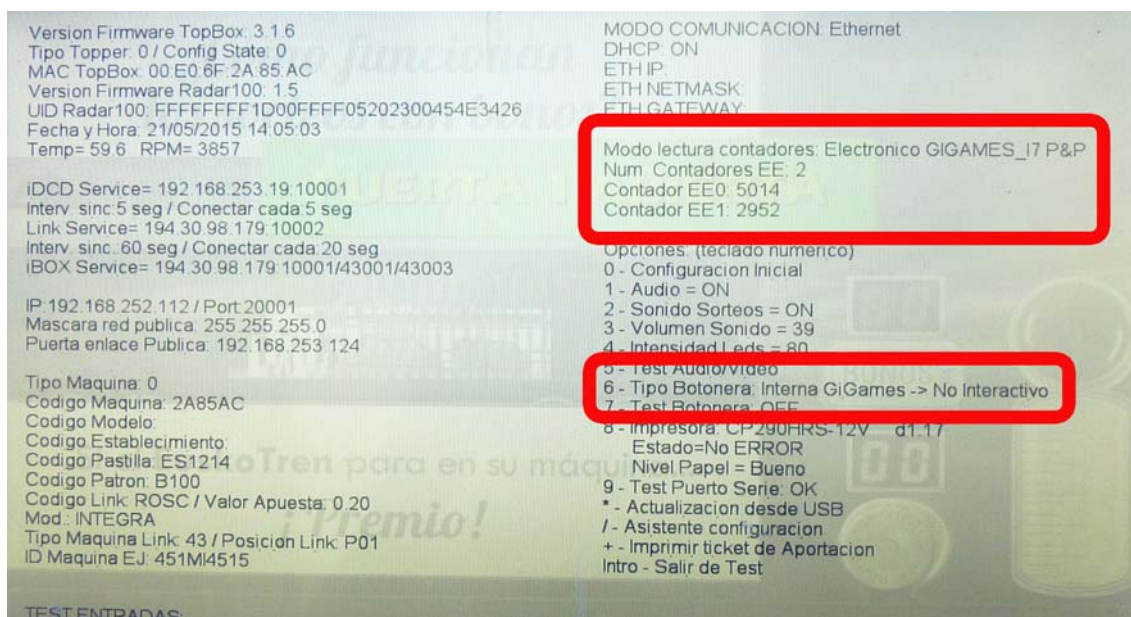 Version Firmware TopBox: 3.1.6
Tipo Topper: 0 / Config State: 0
MAC TopBox: 00:E0:6F:2A:85:AC
Version Firmware Radar100: 1.5
UID Radar100: FFFFFFFF1D00FFFF05202300454E3426
Fecha y Hora: 21/05/2015 14:05:03
Temp= 59.6 RPM= 3857
iDCD Service= 192.168.253.19:10001
Interv. sinc:5 seg / Conectar cada:5 seg
Link Service= 194.30.98.179:10002
Interv. sinc.:60 seg / Conectar cada:20 seg
iBOX Service= 194.30.98.179:10001/43001/43003
IP:192.168.252.112 / Port:20001
Mascara red publica: 255.255.255.0
Puerta enlace Publica: 192.168.253.124
Tipo Maquina: 0
Codigo Maquina: 2A85AC
Codigo Modelo:
Codigo Establecimiento:
Codigo Pastilla: ES1214
Codigo Patron: B100
Codigo Link: ROSC / Valor Apuesta: 0.20
Mod.: INTEGRA
Tipo Maquina Link: 43 / Posicion Link: P01
ID Maquina EJ: 451MI4515
TEST ENTRADAS:
MODO COMUNICACION: Ethernet
DHCP: ON
ETH IP:
ETH NETMASK:
ETH GATEWAY:
Modo lectura contadores: Electronico GIGAMES_I7 P&P
Num. Contadores EE: 2
Contador EE0: 5014
Contador EE1: 2952
Opciones: (teclado numerico)
0 - Configuracion Inicial
1 - Audio = ON
2 - Sonido Sorteos = ON
3 - Volumen Sonido = 39
4 - Intensidad Leds = 80
5 - Test Audio/Video
6 - Tipo Botonera: Interna GiGames -> No Interactivo
7 - Test Botonera: OFF
8 - Impresora: CP290HRS-12V d1.17
Estado=No ERROR
Nivel Papel = Bueno
9 - Test Puerto Serie: OK
* - Actualizacion desde USB
/ - Asistente configuracion
+ - Imprimir ticket de Aportacion
Intro - Salir de Test
funcionan
PUERTA
Tren para en su máqu
¡Premio!